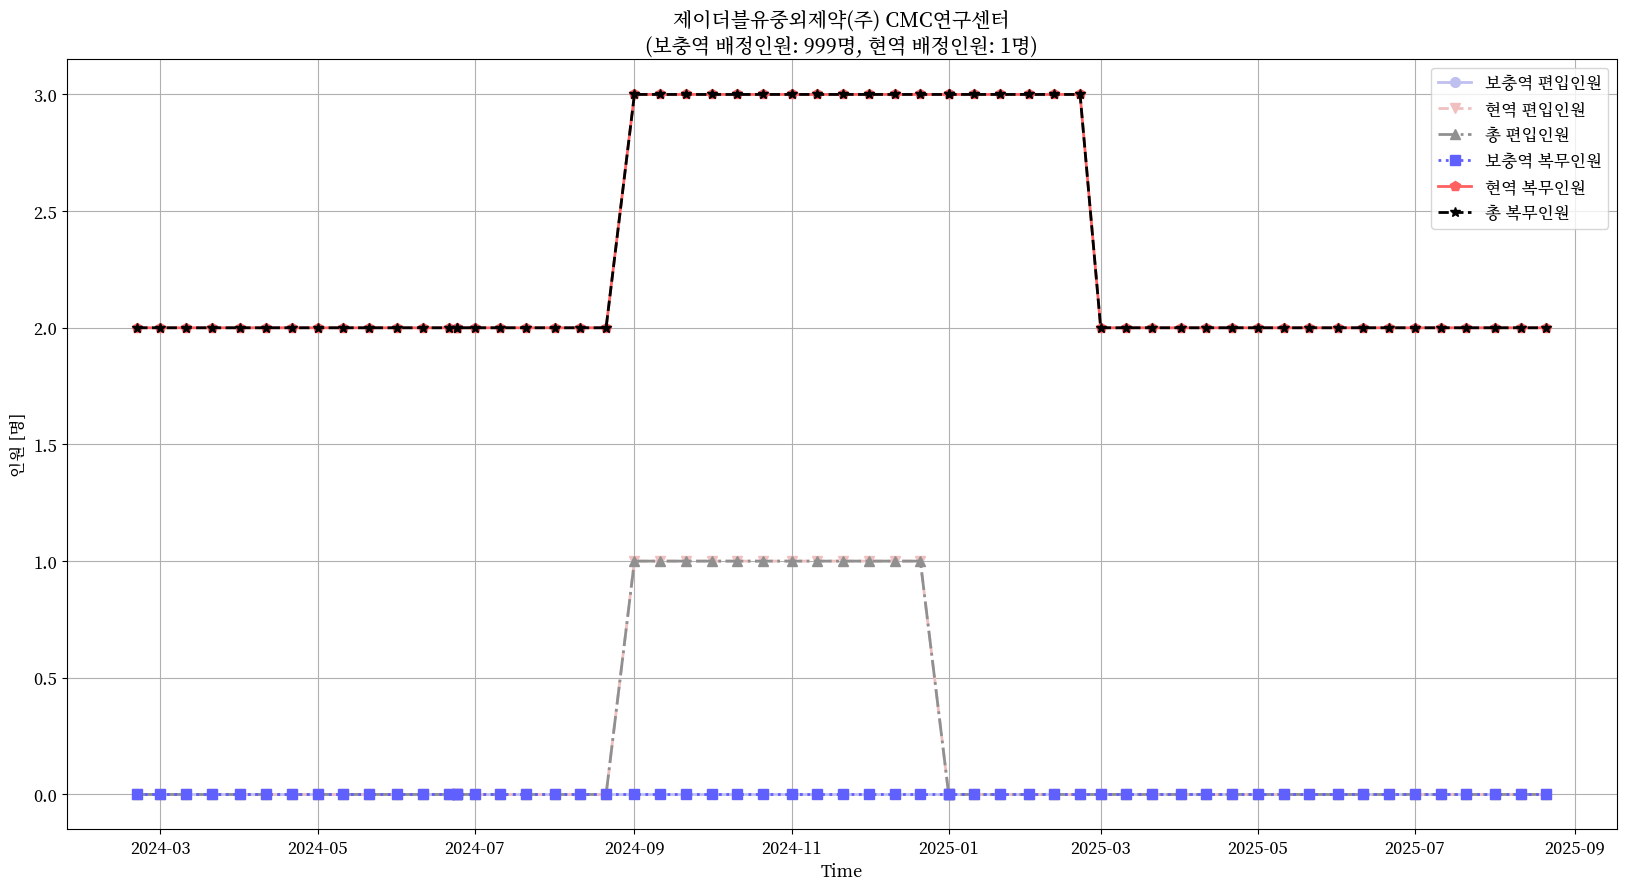 제이더블유중외제약(주) CMC연구센터
(보충역 배정인원: 999명, 현역 배정인원: 1명)
보충역 편입인원
현역 편입인원
총 편입인원
보충역 복무인원
현역 복무인원
총 복무인원
3.0
2.5
2.0
1.5
1.0
0.5
0.0
인원 [명]
2024-03
2024-05
2024-07
2024-09
2024-11
2025-01
2025-03
2025-05
2025-07
2025-09
Time